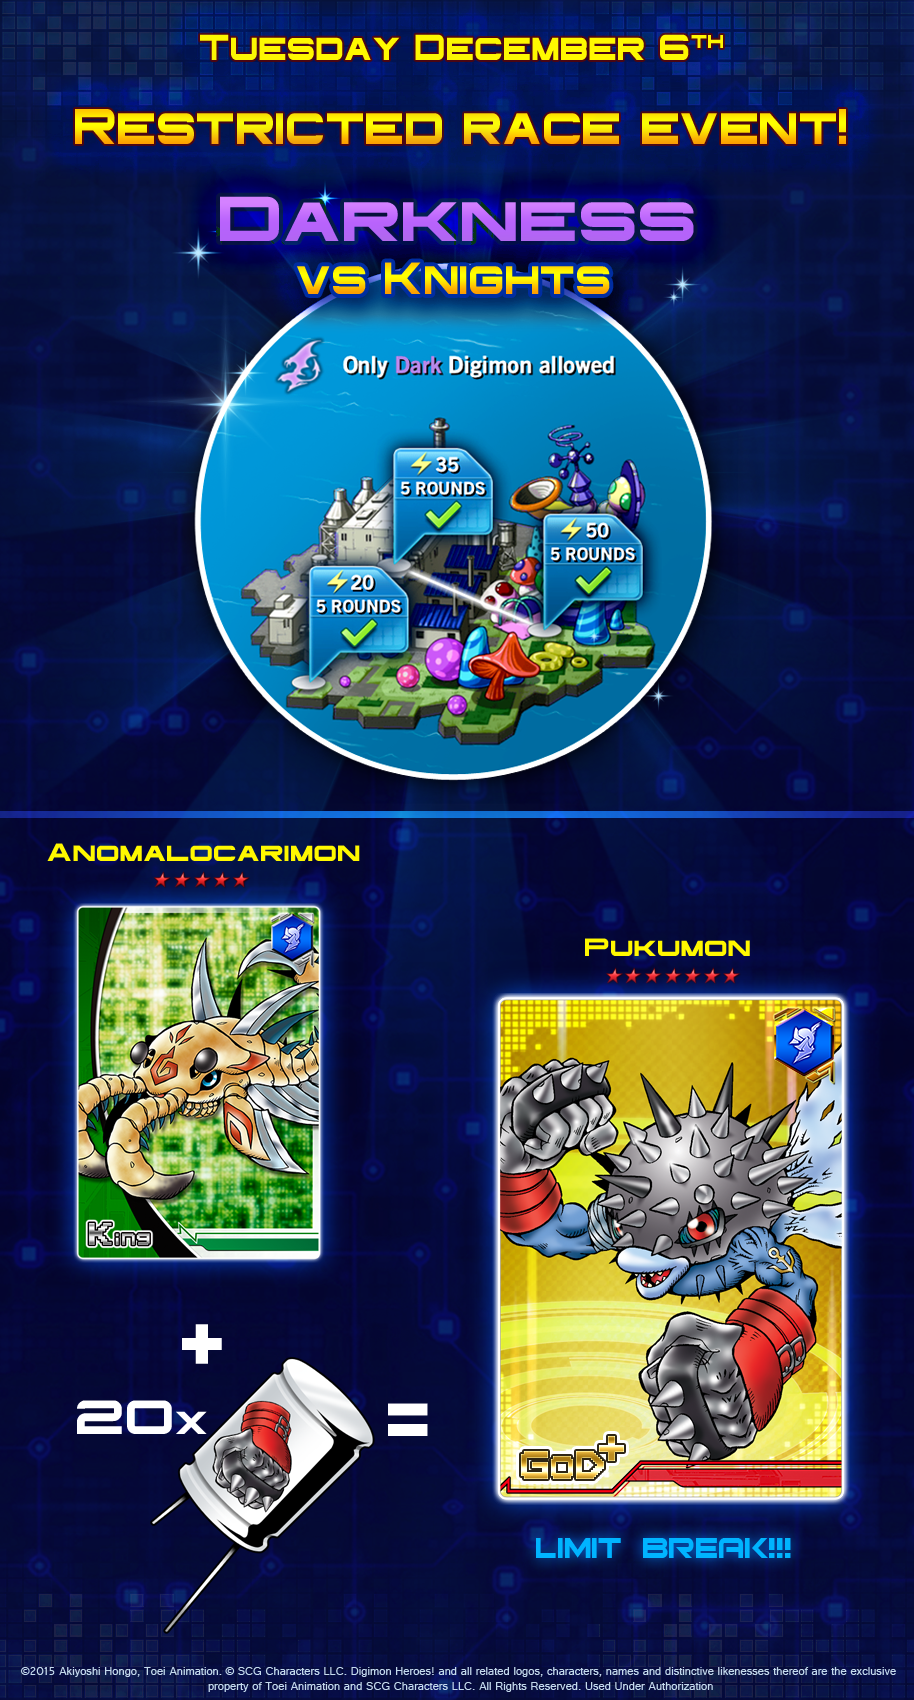 Tuesday December 6TH
Restricted race event!
Darkness
vs Knights
Only Dark Digimon allowed
35
5 ROUNDS
50
5 ROUNDS
20
5 ROUNDS
Anomalocarimon
Pukumon
King
+
20x
=
GOD+
LIMIT BREAK!!!
©2015 Akiyoshi Hongo, Toei Animation. © SCG Characters LLC. Digimon Heroes! and all related logos, characters, names and distinctive likenesses thereof are the exclusive
property of Toei Animation and SCG Characters LLC. All Rights Reserved. Used Under Authorization